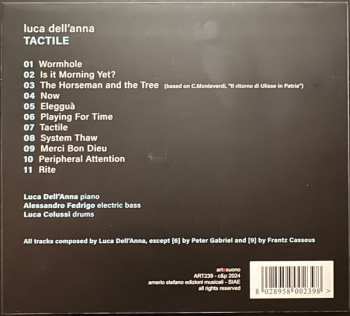 luca dell'anna
TACTILE
01 Wormhole
02 Is it Morning Yet?
03 The Horseman and the Tree (based on C.Monteverdi, "Il ritorno di Ulisse in Patria")
04 Now
05 Elegguà
06 Playing For Time
07 Tactile
08 System Thaw
09 Merci Bon Dieu
10 Peripheral Attention
11 Rite
Luca Dell'Anna piano
Alessandro Fedrigo electric bass
Luca Colussi drums
All tracks composed by Luca Dell'Anna, except [6] by Peter Gabriel and [9] by Frantz Casseus
artesuono
ART239 - c&p 2024
amerio stefano edizioni musicali - SIAE
all rights reserved
8 028958 002398